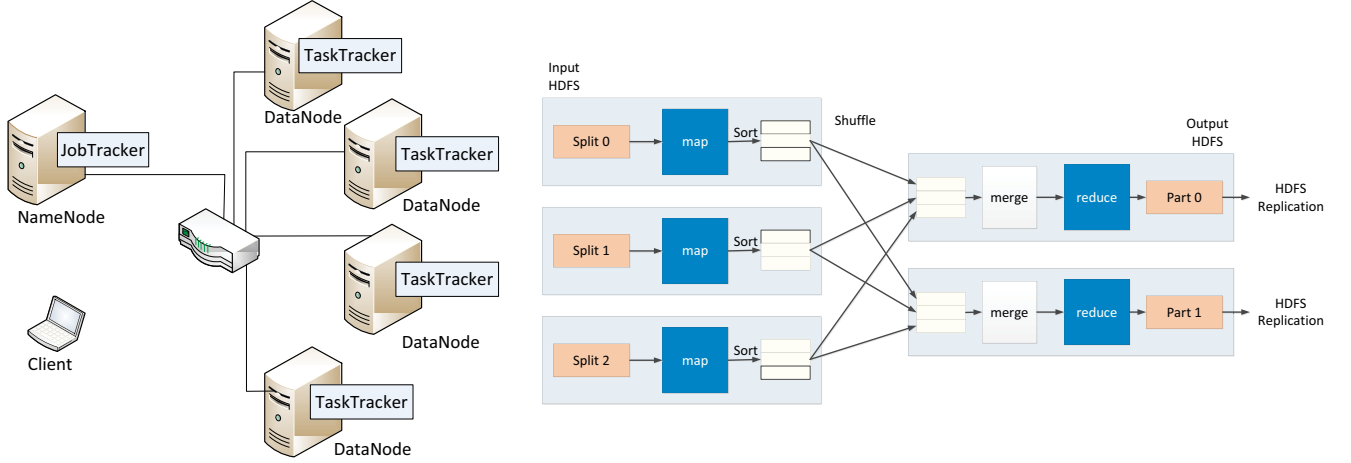 TaskTracker
DataNode
JobTracker
NameNode
TaskTracker
DataNode
TaskTracker
DataNode
Client
TaskTracker
DataNode
Input
HDFS
Split 0
map
Sort
Shuffle
Split 1
map
Sort
Split 2
map
Sort
Output
HDFS
merge
reduce
Part 0
HDFS
Replication
merge
reduce
Part 1
HDFS
Replication